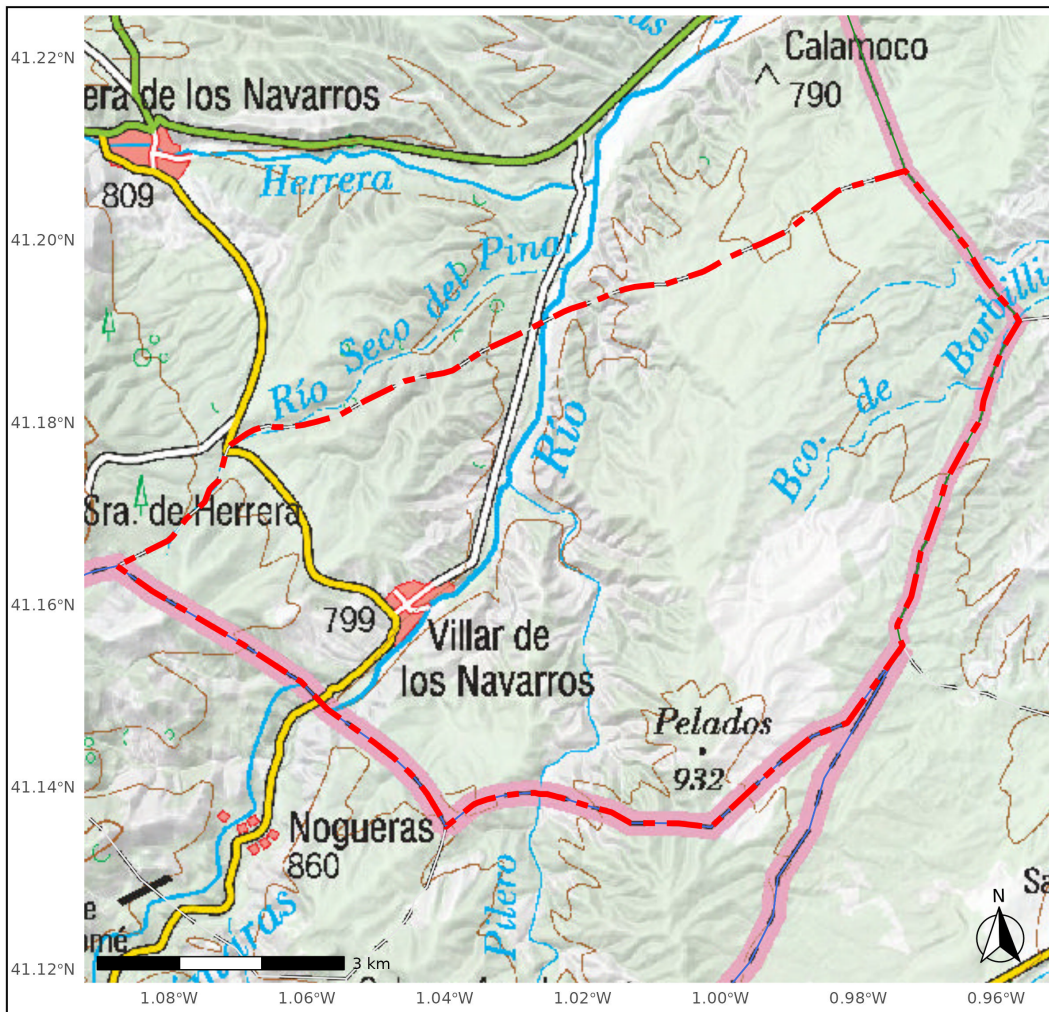 41.22°N
41.20°N
41.18°N
41.16°N
41.14°N
41.12°N
Calamoco
790
era de los Navarros
809
Herrera
Río Seco del Pinar
Barbilli
Bco. de
Río
Sra. de Herrera
799
Villar de
los Navarros
Pelados
932
Nogueras
860
Pilero
Sa
N
3 km
1.08°W
1.06°W
1.04°W
1.02°W
1.00°W
0.98°W
0.96°W